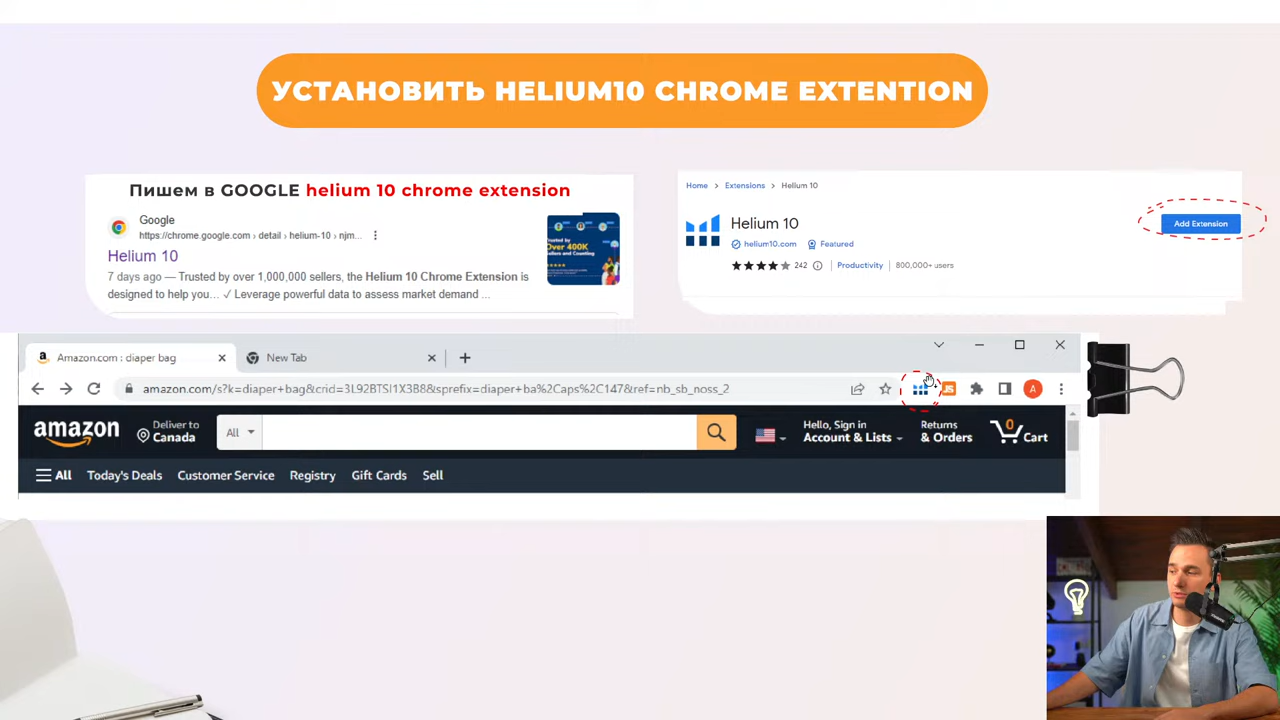 УСТАНОВИТЬ HELIUM10 CHROME EXTENTION
Пишем в GOOGLE helium 10 chrome extension
Google
https://chrome.google.com › detail › helium-10 › njm...
Helium 10
7 days ago — Trusted by over 1,000,000 sellers, the Helium 10 Chrome Extension is
designed to help you... ✓ Leverage powerful data to assess market demand ...
Trusted by
Over 400K
Sellers and Counting
Home > Extensions > Helium 10
Helium 10
Add Extension
helium10.com Featured
242 Productivity 800,000+ users
Amazon.com : diaper bag
New Tab
amazon.com/s?k=diaper+bag&crid=3L92BTSI1X3B8&sprefix=diaper+ba%2Caps%2C147&ref=nb_sb_noss_2
JS
A
amazon
Deliver to
Canada
All
Hello, Sign in
Account & Lists
Returns
& Orders
0
Cart
All Today's Deals Customer Service Registry Gift Cards Sell